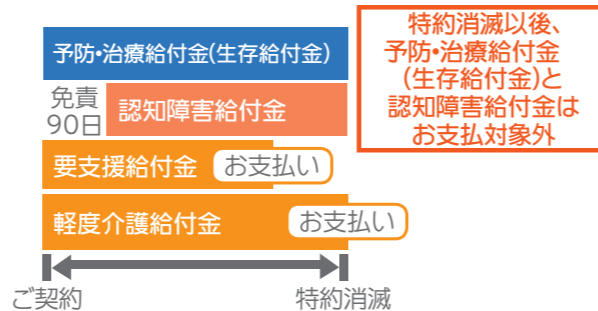 予防・治療給付金(生存給付金)
免責
90日
認知障害給付金
要支援給付金
お支払い
軽度介護給付金
お支払い
ご契約
特約消滅
特約消滅以後、
予防・治療給付金
(生存給付金)と
認知障害給付金は
お支払対象外